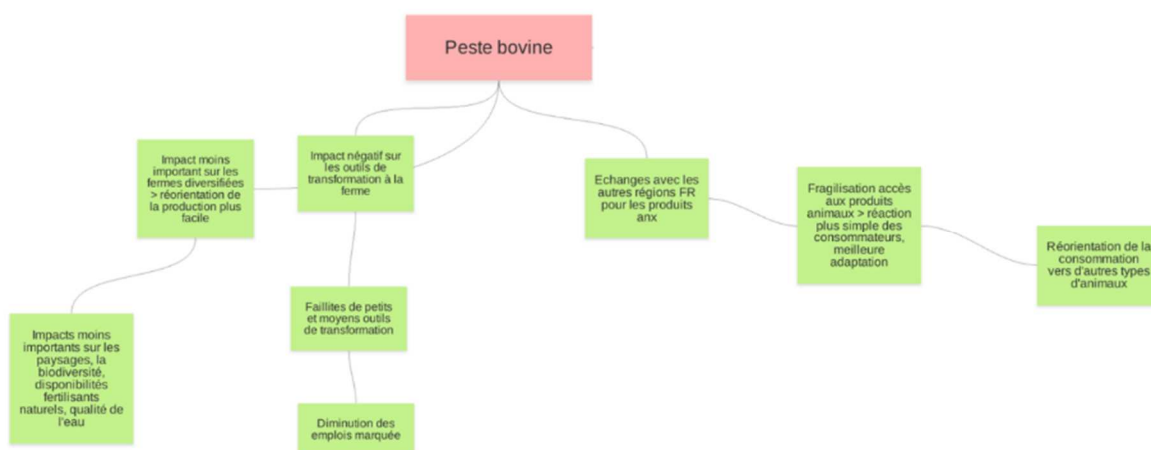 Peste bovine
Impact moins
important sur les
fermes diversifiées
> réorientation de
la production plus
facile
Impact négatif sur
les outils de
transformation à la
ferme
Echanges avec les
autres régions FR
pour les produits
anx
Fragilisation accès
aux produits
animaux > réaction
plus simple des
consommateurs,
meilleure
adaptation
Réorientation de la
consommation
vers d'autres types
d'animaux
Faillites de petits
et moyens outils
de transformation
Impacts moins
importants sur les
paysages, la
biodiversité,
disponibilités
fertilisants
naturels, qualité de
l'eau
Diminution des
emplois marquée